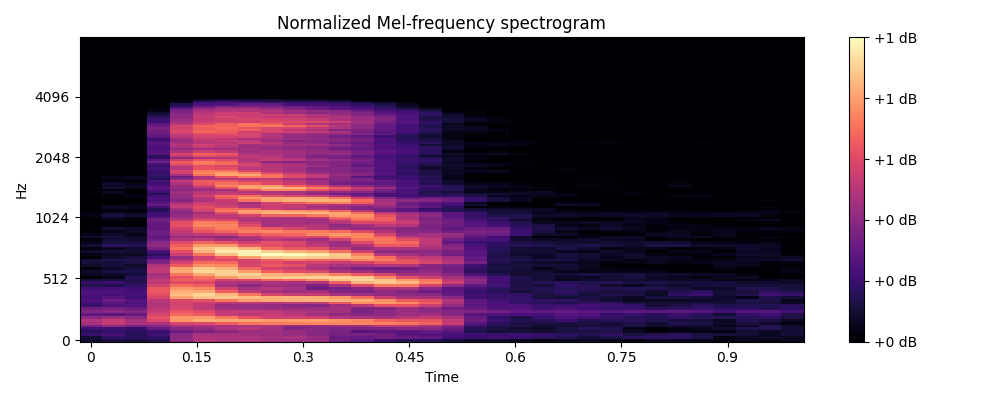 Normalized Mel-frequency spectrogram
Hz
4096
2048
1024
512
0
0 0.15 0.3 0.45 0.6 0.75 0.9
Time
+1 dB
+1 dB
+1 dB
+0 dB
+0 dB
+0 dB